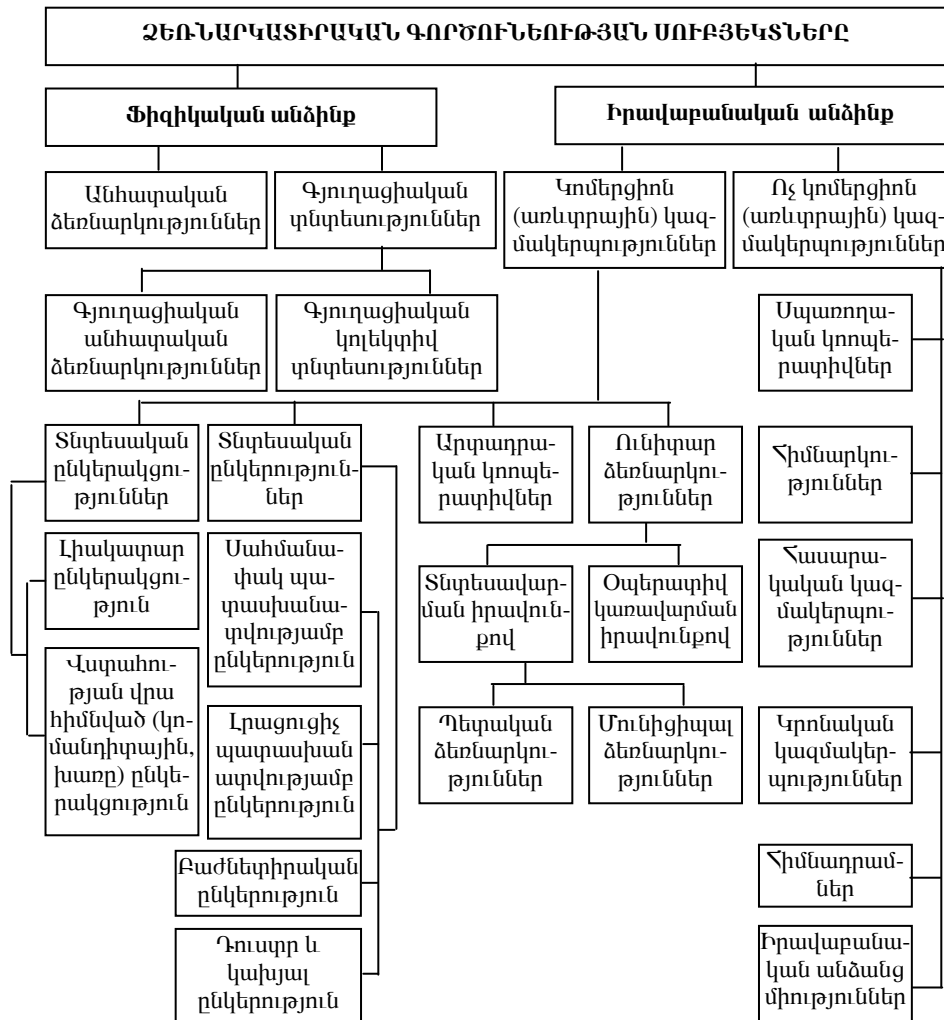 ՁԵՌՆԱՐԿԱՏԻՐԱԿԱՆ ԳՈՐԾՈՒՆԵՈՒԹՅԱՆ ՍՈՒԲՅԵԿՏՆԵՐԸ
Ֆիզիկական անձինք
Իրավաբանական անձինք
Անհատական
ձեռնարկություններ
Գյուղացիական
տնտեսություններ
Կոմերցիոն
(առևտրային) կազ-
մակերպություններ
Ոչ կոմերցիոն
(առևտրային) կազ-
մակերպություններ
Գյուղացիական
անհատական
ձեռնարկություններ
Գյուղացիական
կոլեկտիվ
տնտեսություններ
Սպառողա-
կան կոոպե-
րատիվներ
Տնտեսական
ընկերակցու-
թյուններ
Տնտեսական
ընկերություն-
ներ
Արտադրա-
կան կոոպե-
րատիվներ
Ունիտար
ձեռնարկու-
թյուններ
Հիմնարկու-
թյուններ
Լիակատար
ընկերակցու-
թյուն
Սահմանա-
փակ պա-
տասխանա-
տվությամբ
ընկերություն
Տնտեսավար-
ման իրավուն-
քով
Օպերատիվ
կառավարման
իրավունքով
Հասարա-
կական կազ-
մակերպու-
թյուններ
Վստահու-
թյան վրա
հիմնված (կո-
մանդիտային,
խառը) ընկե-
րակցություն
Լրացուցիչ
պատասխան
ատվությամբ
ընկերություն
Պետական
ձեռնարկու-
թյուններ
Մունիցիպալ
ձեռնարկու-
թյուններ
Կրոնական
կազմակեր-
պություններ
Բաժնետիրական
ընկերություն
Հիմնադրամ-
ներ
Դուստր և
կախյալ
ընկերություն
Իրավաբանա-
կան անձանց
միություններ